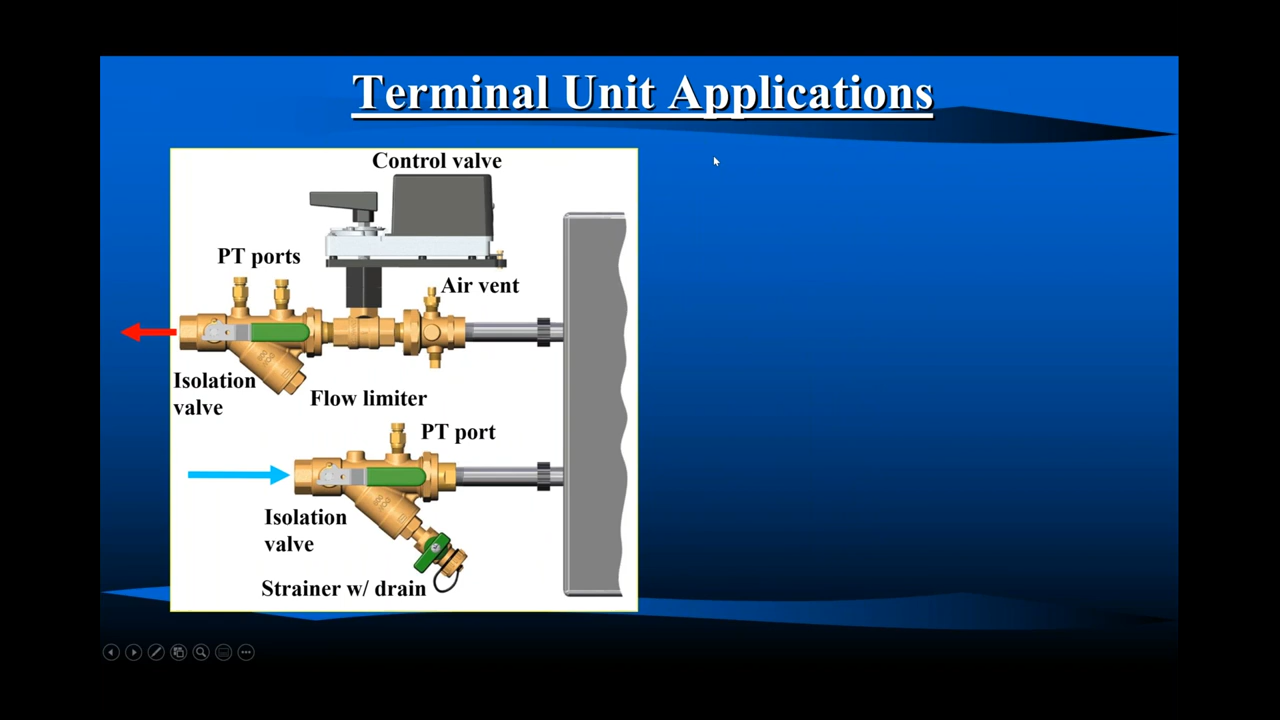 Terminal Unit Applications
Control valve
PT ports
Air vent
Isolation
valve
Flow limiter
PT port
Isolation
valve
Strainer w/ drain